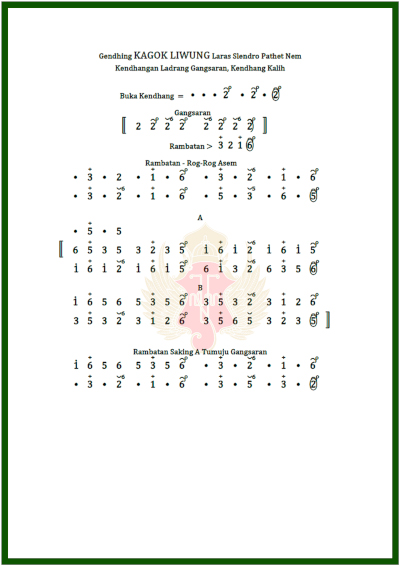 Gendhing KAGOK LIWUNG Laras Slendro Pathet Nem
Kendhangan Ladrang Gangsaran, Kendhang Kalih
Buka Kendhang = • • • 2 • 2 • 2
Gangsaran
[ 2 2 2 2 2 2 2 2 ]
Rambatan > 3 2 1 6
Rambatan - Rog-Rog Asem
• 3 • 2 • 1 • 6 • 3 • 2 • 1 • 6
• 3 • 2 • 1 • 6 • 5 • 3 • 6 • 5
A
• 5 • 5
[ 6 5 3 5 3 2 3 5 i 6 i 2 i 6 i 5
i 6 i 2 i 6 i 5 6 i 3 2 6 3 5 6
B
i 6 5 6 5 3 5 6 3 5 3 2 3 1 2 6
3 5 3 2 3 1 2 6 3 5 6 5 3 2 3 5 ]
Rambatan Saking A Tumuju Gangsaran
i 6 5 6 5 3 5 6 • 3 • 2 • 1 • 6
• 3 • 2 • 1 • 6 • 3 • 5 • 3 • 2